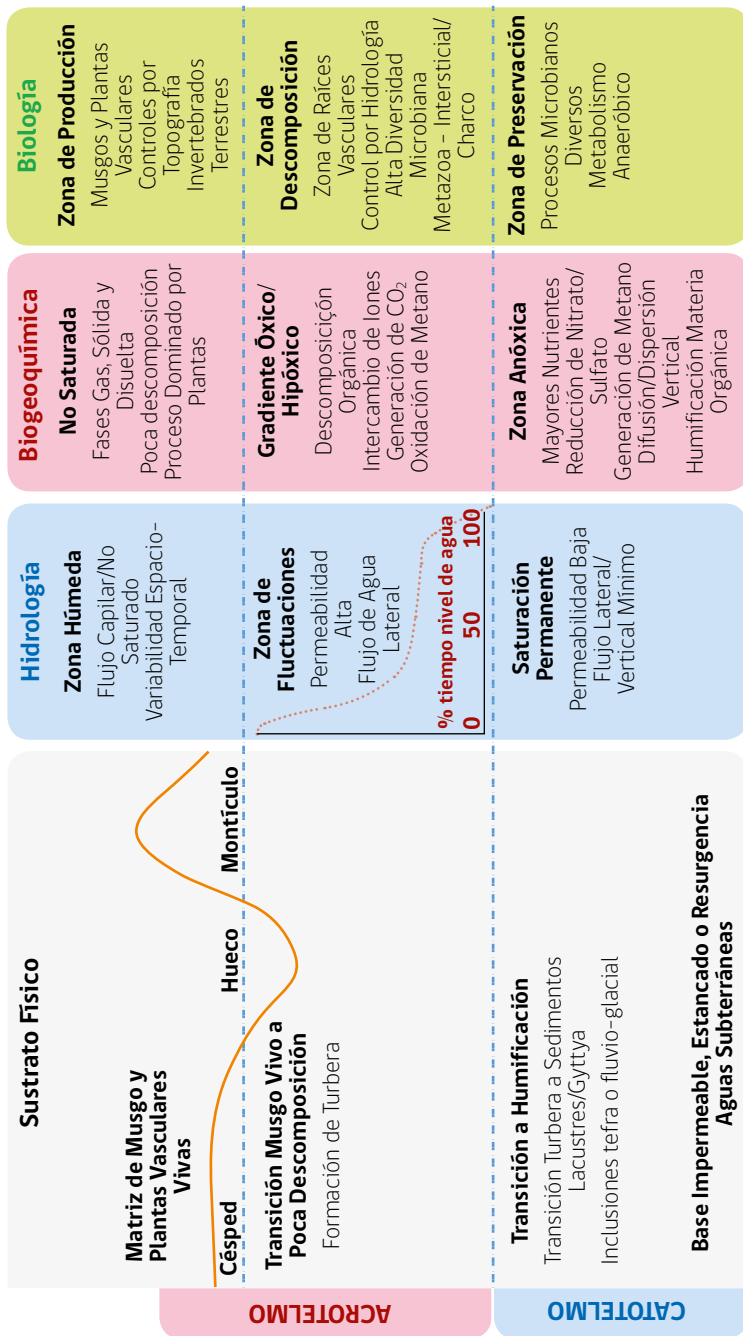 Sustrato Físico
Matriz de Musgo y
Plantas Vasculares
Vivas
Césped
Hueco
Montículo
Transición Musgo Vivo a
Poca Descomposición
Formación de Turbera
Transición a Humificación
Transición Turbera a Sedimentos
Lacustres/Gyttya
Inclusiones tefra o fluvio-glacial
Base Impermeable, Estancado o Resurgencia
Aguas Subterráneas
ACROTELMO
CATOTELMO
Hidrología
Zona Húmeda
Flujo Capilar/No
Saturado
Variabilidad Espacio-
Temporal
Zona de
Fluctuaciones
Permeabilidad
Alta
Flujo de Agua
Lateral
% tiempo nivel de agua
0 50 100
Saturación
Permanente
Permeabilidad Baja
Flujo Lateral/
Vertical Mínimo
Biogeoquímica
No Saturada
Fases Gas, Sólida y
Disuelta
Poca descomposición
Proceso Dominado por
Plantas
Gradiente Óxico/
Hipóxico
Descomposiciçón
Orgánica
Intercambio de Iones
Generación de CO₂
Oxidación de Metano
Zona Anóxica
Mayores Nutrientes
Reducción de Nitrato/
Sulfato
Generación de Metano
Difusión/Dispersión
Vertical
Humificación Materia
Orgánica
Biología
Zona de Producción
Musgos y Plantas
Vasculares
Controles por
Topografía
Invertebrados
Terrestres
Zona de
Descomposición
Zona de Raíces
Vasculares
Control por Hidrología
Alta Diversidad
Microbiana
Metazoa - Intersticial/
Charco
Zona de Preservación
Procesos Microbianos
Diversos
Metabolismo
Anaeróbico